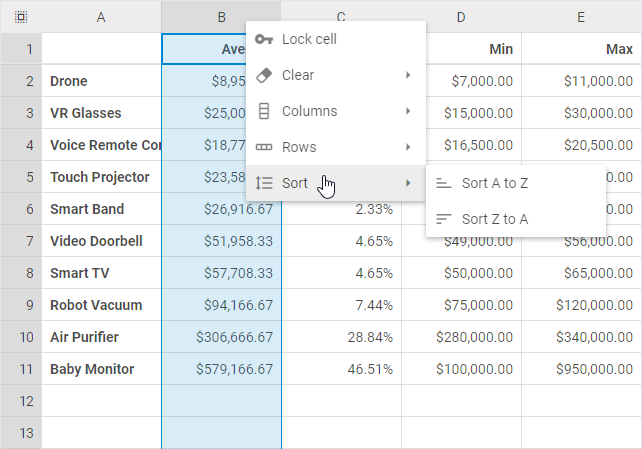 A B C D E
1 Ave Min Max
Lock cell
2 Drone $8,95 $7,000.00 $11,000.00
Clear
3 VR Glasses $25,00 $15,000.00 $30,000.00
Columns
4 Voice Remote Cor $18,77 $16,500.00 $20,500.00
Rows
5 Touch Projector $23,58 0.00
Sort Sort A to Z
6 Smart Band $26,916.67 2.33% 0.00
Sort Z to A
7 Video Doorbell $51,958.33 4.65% $49,000.00 $56,000.00
8 Smart TV $57,708.33 4.65% $50,000.00 $65,000.00
9 Robot Vacuum $94,166.67 7.44% $75,000.00 $120,000.00
10 Air Purifier $306,666.67 28.84% $280,000.00 $340,000.00
11 Baby Monitor $579,166.67 46.51% $100,000.00 $950,000.00
12
13